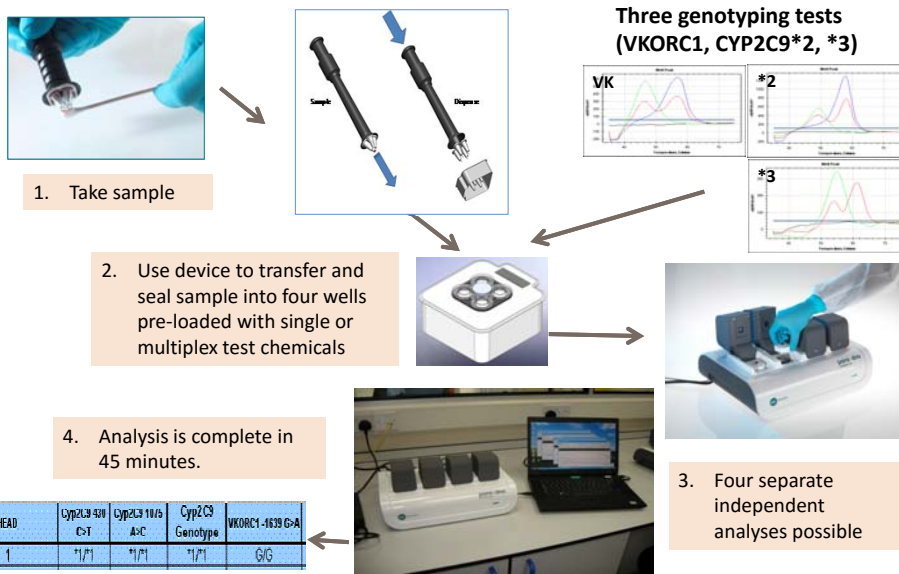 Three genotyping tests
(VKORC1, CYP2C9*2, *3)
Sample
Dispense
VK
*2
*3
1. Take sample
2. Use device to transfer and
seal sample into four wells
pre-loaded with single or
multiplex test chemicals
3. Four separate
independent
analyses possible
4. Analysis is complete in
45 minutes.
HEAD
Cyp2C9 430
C>T
Cyp2C9 1075
A>C
Cyp2C9
Genotype
VKORC1 -1639 G>A
1
*1/*1
*1/*1
*1/*1
G/G